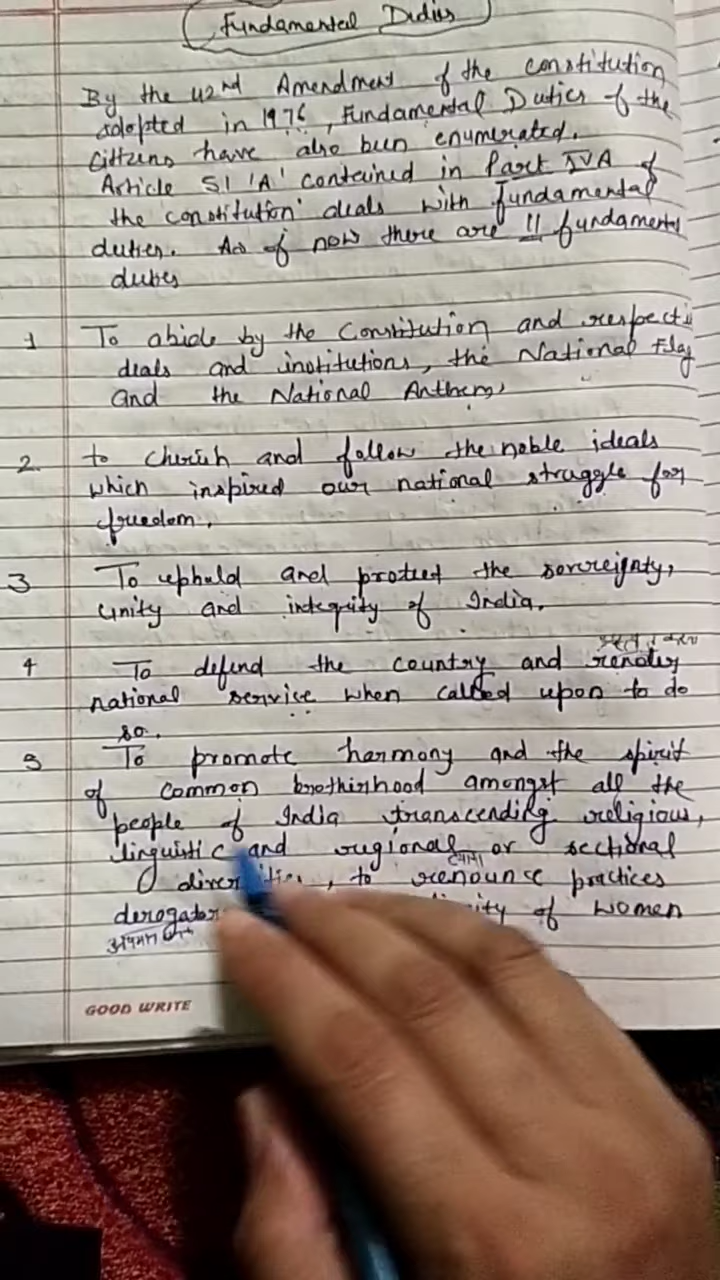 Fundamental Duties
By the 42nd Amendment of the constitution
adopted in 1976, Fundamental Duties of the
Citizens have also been enumerated.
Article 51 'A' contained in Part IVA of
the constitution deals with fundamental
duties. As of now there are 11 fundamental
duties
1 To abide by the Constitution and respect
deals and institutions, the National Flag
and the National Anthem,
2. to cherish and follow the noble ideals
which inspired our national struggle for
freedom.
3 To uphold and protect the sovereignty,
unity and integrity of India.
4 To defend the country and render
national service when called upon to do
so.
5 To promote harmony and the spirit
of common brotherhood amongst all the
people of India transcending religious,
linguistic and regional or sectional
त्याग
diversities, to renounce practices
of women
GOOD WRITE